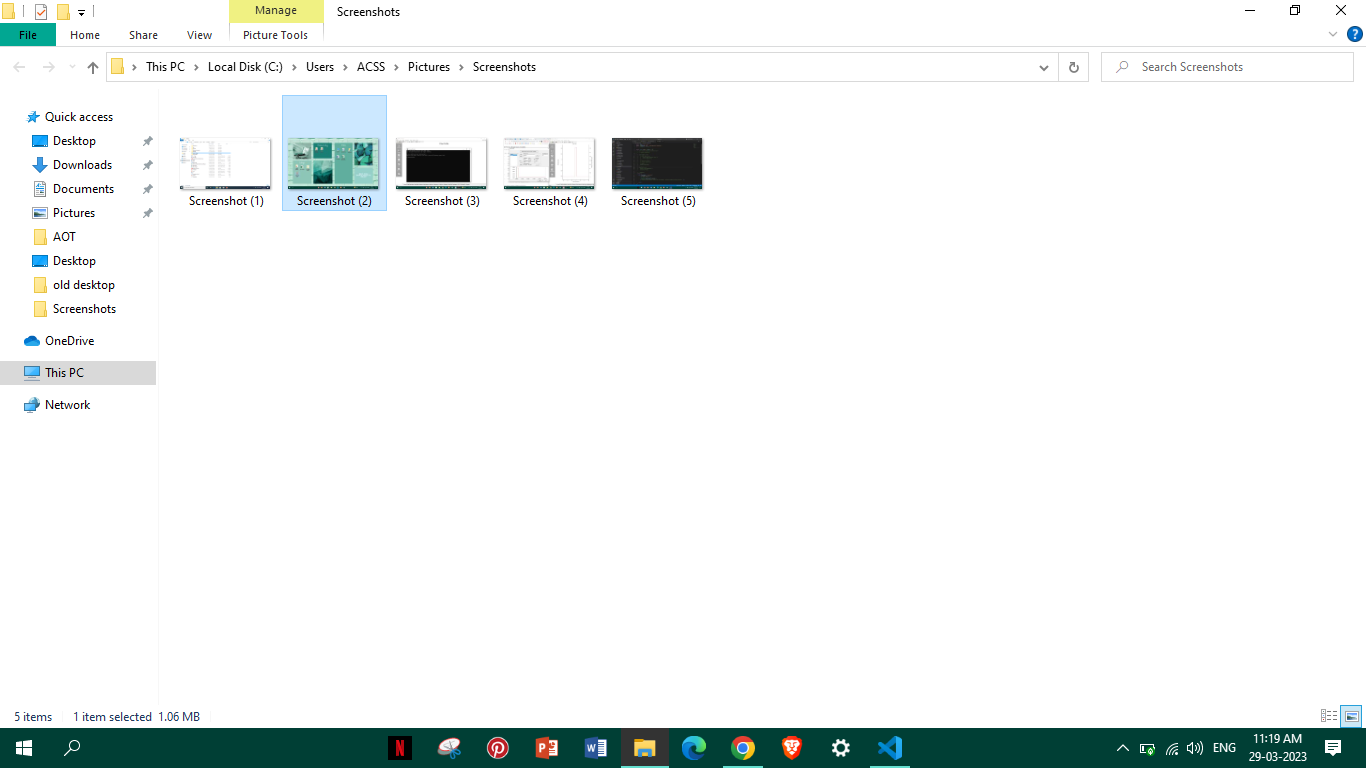 Manage
Screenshots
File
Home
Share
View
Picture Tools
?
This PC
Local Disk (C:)
Users
ACSS
Pictures
Screenshots
Search Screenshots
Quick access
Desktop
Downloads
Documents
Pictures
AOT
Desktop
old desktop
Screenshots
OneDrive
This PC
Network
Screenshot (1)
Screenshot (2)
Screenshot (3)
Screenshot (4)
Screenshot (5)
5 items
1 item selected 1.06 MB
N
ENG
11:19 AM
29-03-2023